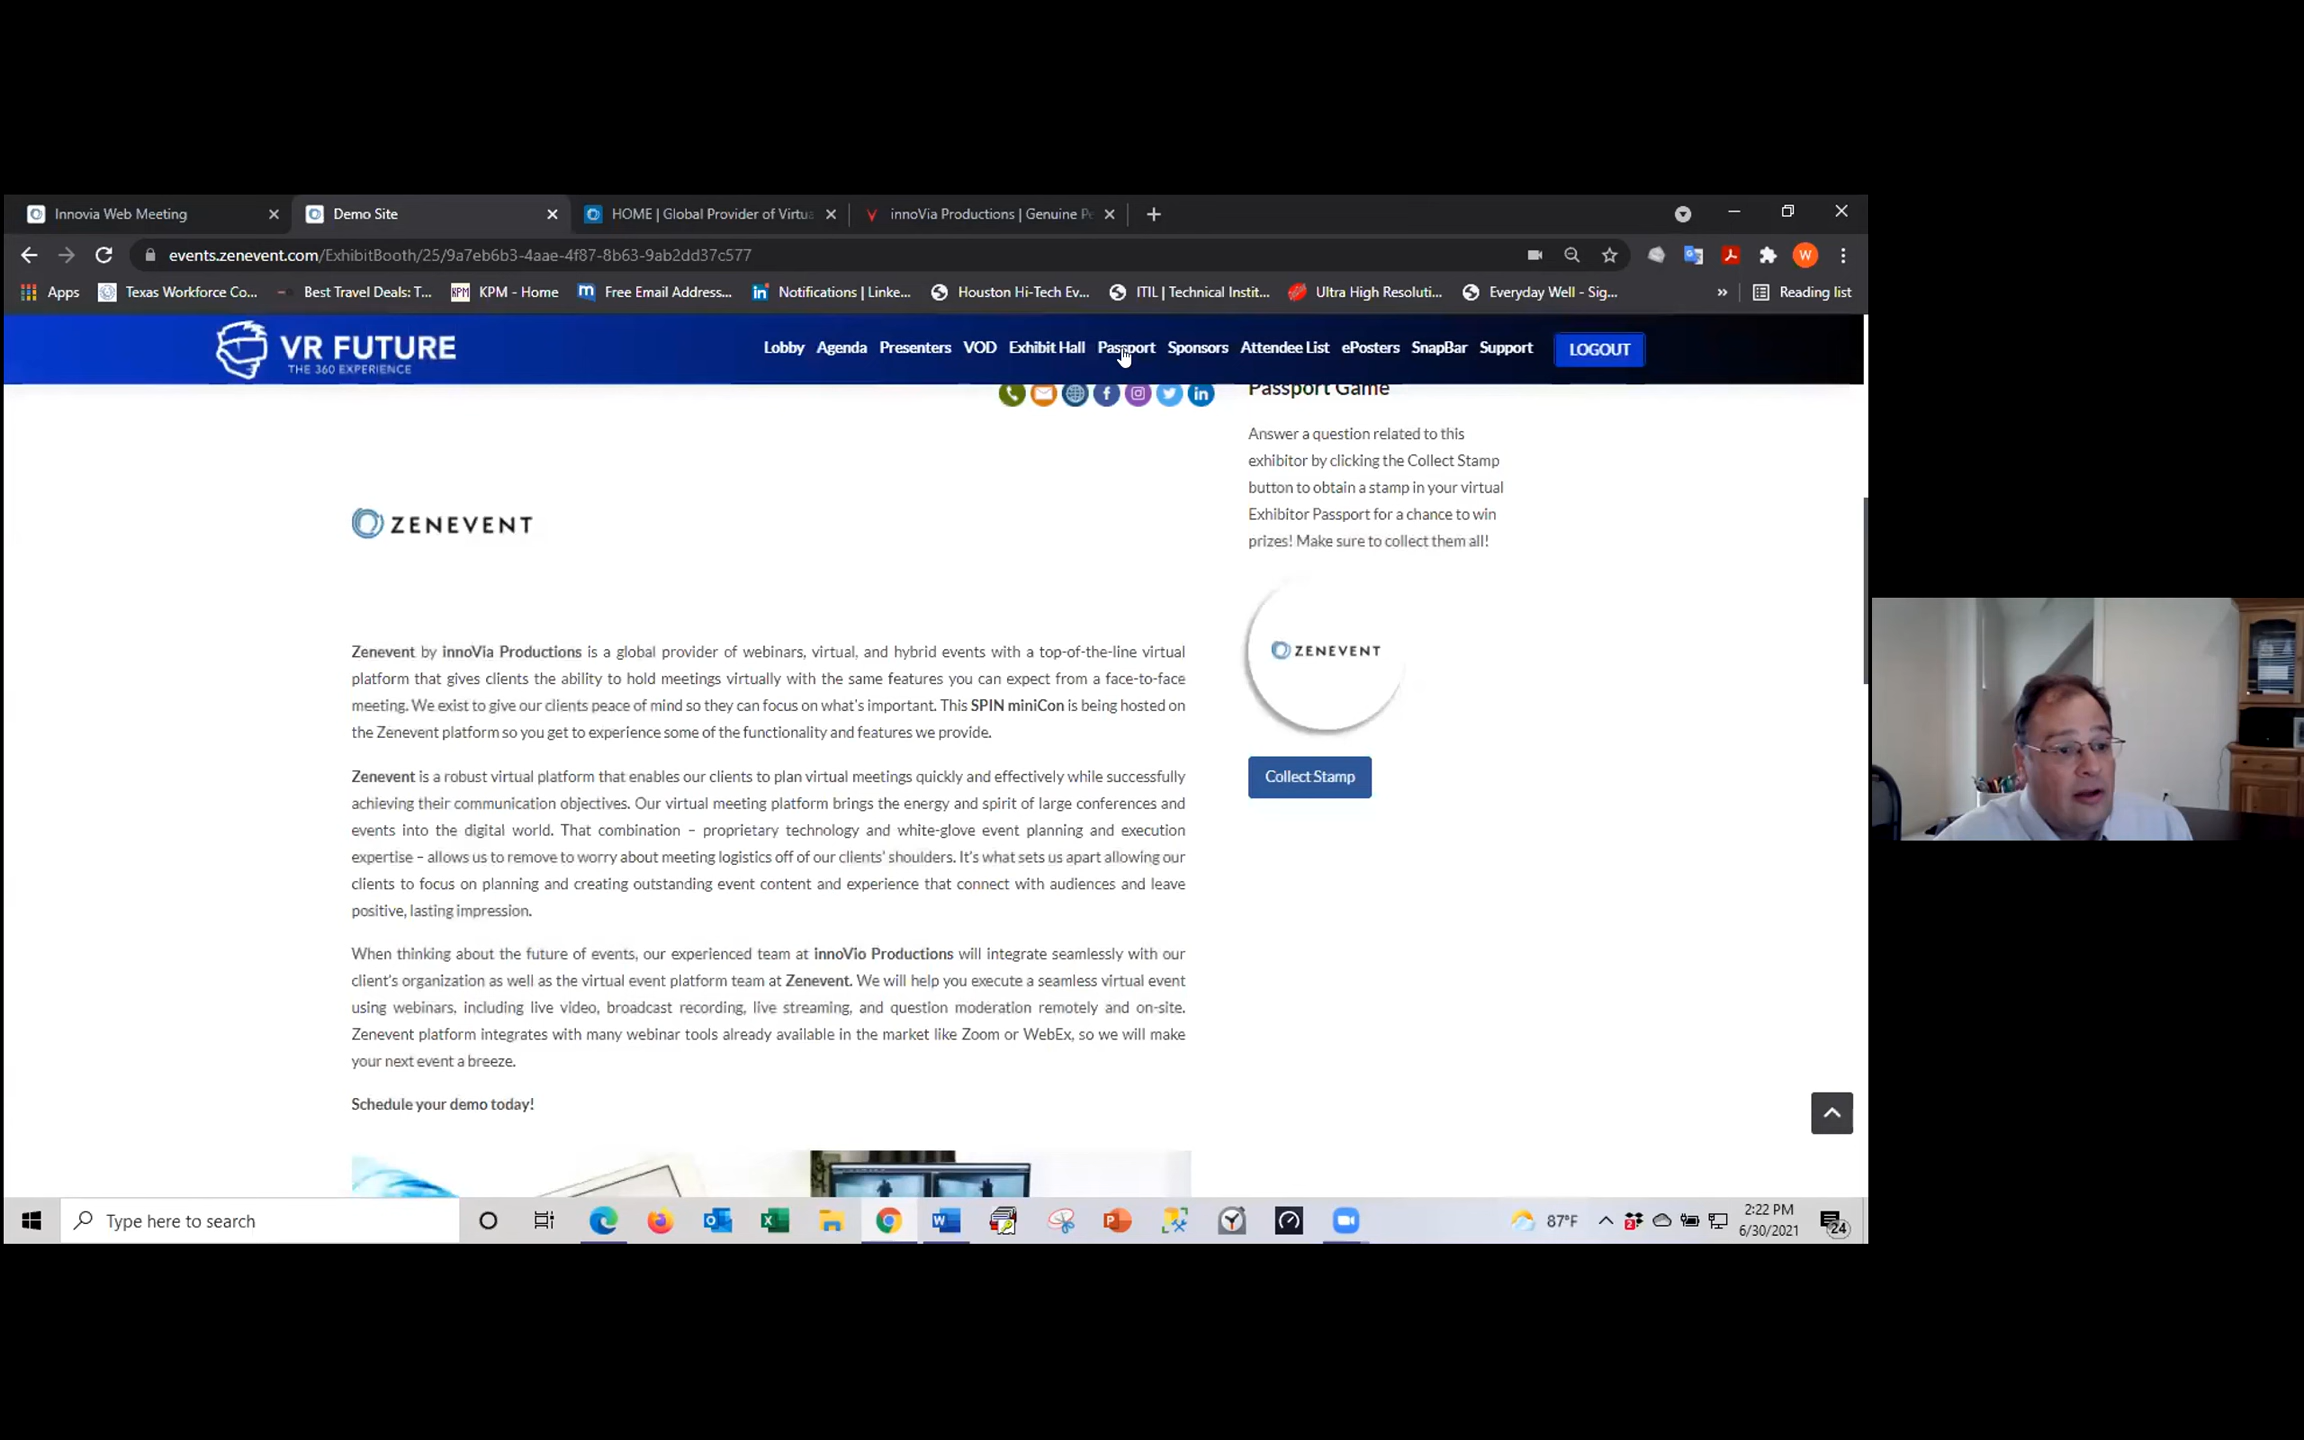 Innovia Web Meeting
Demo Site
HOME | Global Provider of Virtu
innoVia Productions | Genuine Pe
events.zenevent.com/ExhibitBooth/25/9a7eb6b3-4aae-4f87-8b63-9ab2dd37c577
W
Apps
Texas Workforce Co...
Best Travel Deals: T...
KPM KPM - Home
Free Email Address...
Notifications | Linke...
Houston Hi-Tech Ev...
ITIL | Technical Instit...
Ultra High Resoluti...
Everyday Well - Sig...
»
Reading list
VR FUTURE
THE 360 EXPERIENCE
Lobby Agenda Presenters VOD Exhibit Hall Passport Sponsors Attendee List ePosters SnapBar Support LOGOUT
Passport Game
Answer a question related to this
exhibitor by clicking the Collect Stamp
button to obtain a stamp in your virtual
Exhibitor Passport for a chance to win
prizes! Make sure to collect them all!
ZENEVENT
Collect Stamp
ZENEVENT
Zenevent by innoVia Productions is a global provider of webinars, virtual, and hybrid events with a top-of-the-line virtual
platform that gives clients the ability to hold meetings virtually with the same features you can expect from a face-to-face
meeting. We exist to give our clients peace of mind so they can focus on what's important. This SPIN miniCon is being hosted on
the Zenevent platform so you get to experience some of the functionality and features we provide.
Zenevent is a robust virtual platform that enables our clients to plan virtual meetings quickly and effectively while successfully
achieving their communication objectives. Our virtual meeting platform brings the energy and spirit of large conferences and
events into the digital world. That combination – proprietary technology and white-glove event planning and execution
expertise – allows us to remove to worry about meeting logistics off of our clients' shoulders. It's what sets us apart allowing our
clients to focus on planning and creating outstanding event content and experience that connect with audiences and leave
positive, lasting impression.
When thinking about the future of events, our experienced team at innoVio Productions will integrate seamlessly with our
client's organization as well as the virtual event platform team at Zenevent. We will help you execute a seamless virtual event
using webinars, including live video, broadcast recording, live streaming, and question moderation remotely and on-site.
Zenevent platform integrates with many webinar tools already available in the market like Zoom or WebEx, so we will make
your next event a breeze.
Schedule your demo today!
Type here to search
87°F
2:22 PM
6/30/2021
24